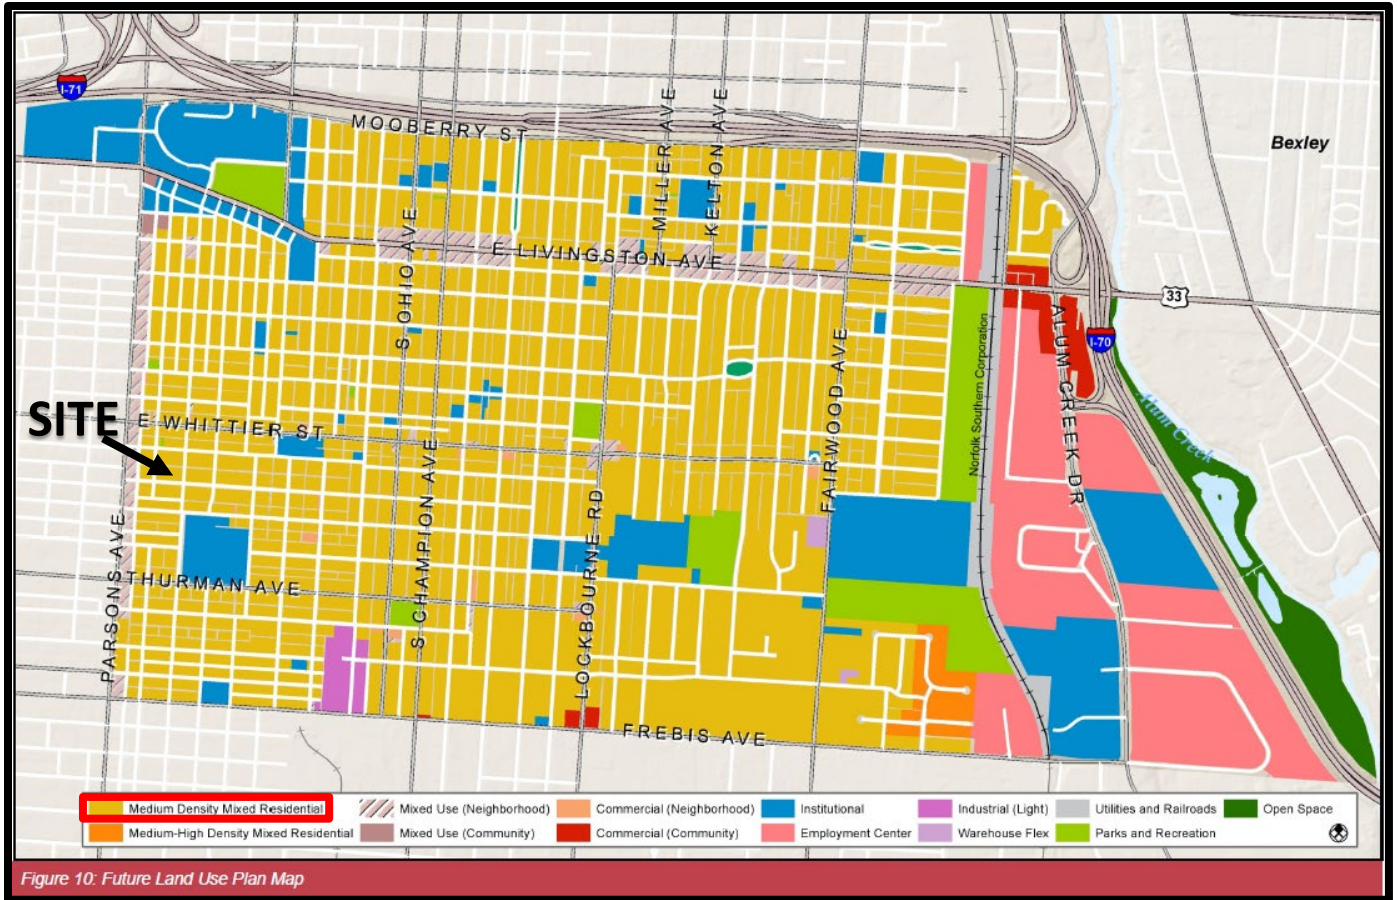 I-71
MOOBERRY ST
MILLER AVE
KELTON AVE
Bexley
S OHIO AVE
E LIVINGSTON AVE
33
ALUM CREEK DR
I-70
Norfolk Southern Corporation
FAIRWOOD AVE
SITE
E WHITTIER ST
Alum Creek
PARSONS AVE
S CHAMPION AVE
LOCKBOURNE RD
THURMAN AVE
FREBIS AVE
Medium Density Mixed Residential
Mixed Use (Neighborhood)
Commercial (Neighborhood)
Institutional
Industrial (Light)
Utilities and Railroads
Open Space
Medium-High Density Mixed Residential
Mixed Use (Community)
Commercial (Community)
Employment Center
Warehouse Flex
Parks and Recreation
Figure 10: Future Land Use Plan Map